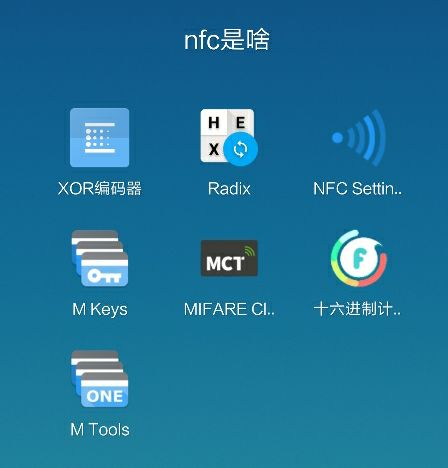 nfc是啥
H E
X
XOR编码器
Radix
NFC Settin..
MCT
M Keys
MIFARE Cl..
十六进制计..
ONE
M Tools